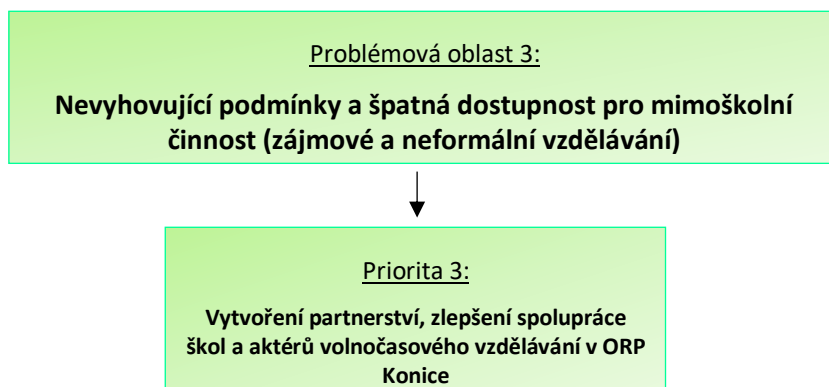 Problémová oblast 3:
Nevyhovující podmínky a špatná dostupnost pro mimoškolní
činnost (zájmové a neformální vzdělávání)
Priorita 3:
Vytvoření partnerství, zlepšení spolupráce
škol a aktérů volnočasového vzdělávání v ORP
Konice